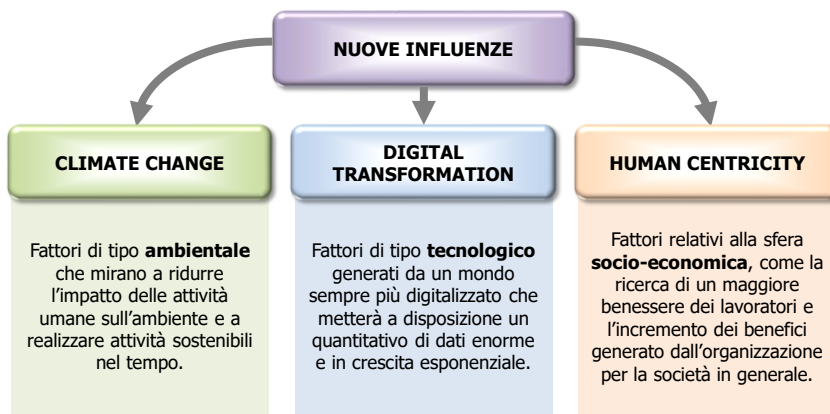 NUOVE INFLUENZE
CLIMATE CHANGE
Fattori di tipo ambientale
che mirano a ridurre
l'impatto delle attività
umane sull'ambiente e a
realizzare attività sostenibili
nel tempo.
DIGITAL
TRANSFORMATION
Fattori di tipo tecnologico
generati da un mondo
sempre più digitalizzato che
metterà a disposizione un
quantitativo di dati enorme
e in crescita esponenziale.
HUMAN CENTRICITY
Fattori relativi alla sfera
socio-economica, come la
ricerca di un maggiore
benessere dei lavoratori e
l'incremento dei benefici
generato dall'organizzazione
per la società in generale.